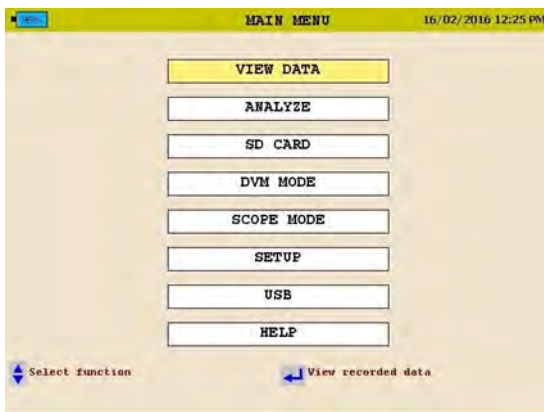 MAIN MENU 16/02/2016 12:25 PM
VIEW DATA
ANALYZE
SD CARD
DVM MODE
SCOPE MODE
SETUP
USB
HELP
Select function View recorded data